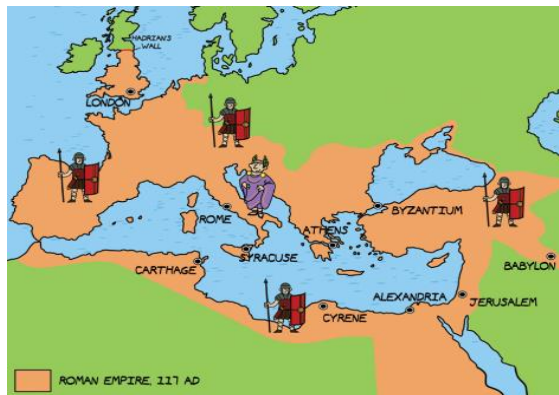 HADRIAN'S
WALL
LONDON
ROME
BYZANTIUM
ATHENS
SYRACUSE
CARTHAGE
BABYLON
ALEXANDRIA
JERUSALEM
CYRENE
ROMAN EMPIRE, 117 AD